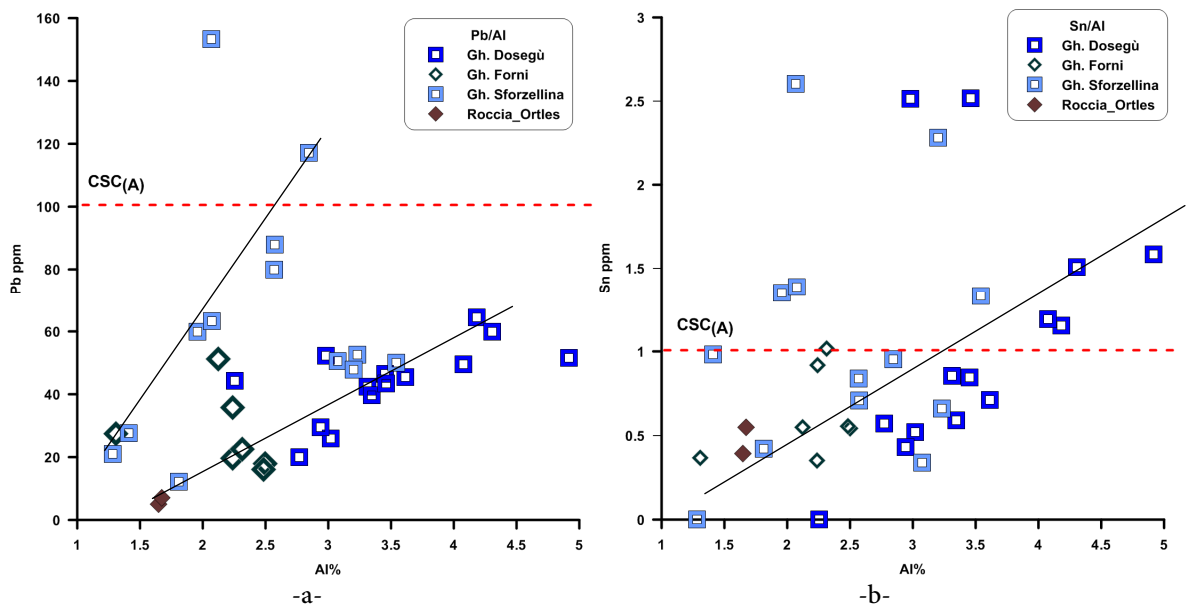 Pb/Al
Gh. Dosegù
Gh. Forni
Gh. Sforzellina
Roccia_Ortles
CSC(A)
Pb ppm
160
140
120
100
80
60
40
20
0
1
1.5
2
2.5
3
3.5
4
4.5
5
Al%
-a-
Sn/Al
Gh. Dosegù
Gh. Forni
Gh. Sforzellina
Roccia_Ortles
CSC(A)
Sn ppm
3
2.5
2
1.5
1
0.5
0
1
1.5
2
2.5
3
3.5
4
4.5
5
Al%
-b-